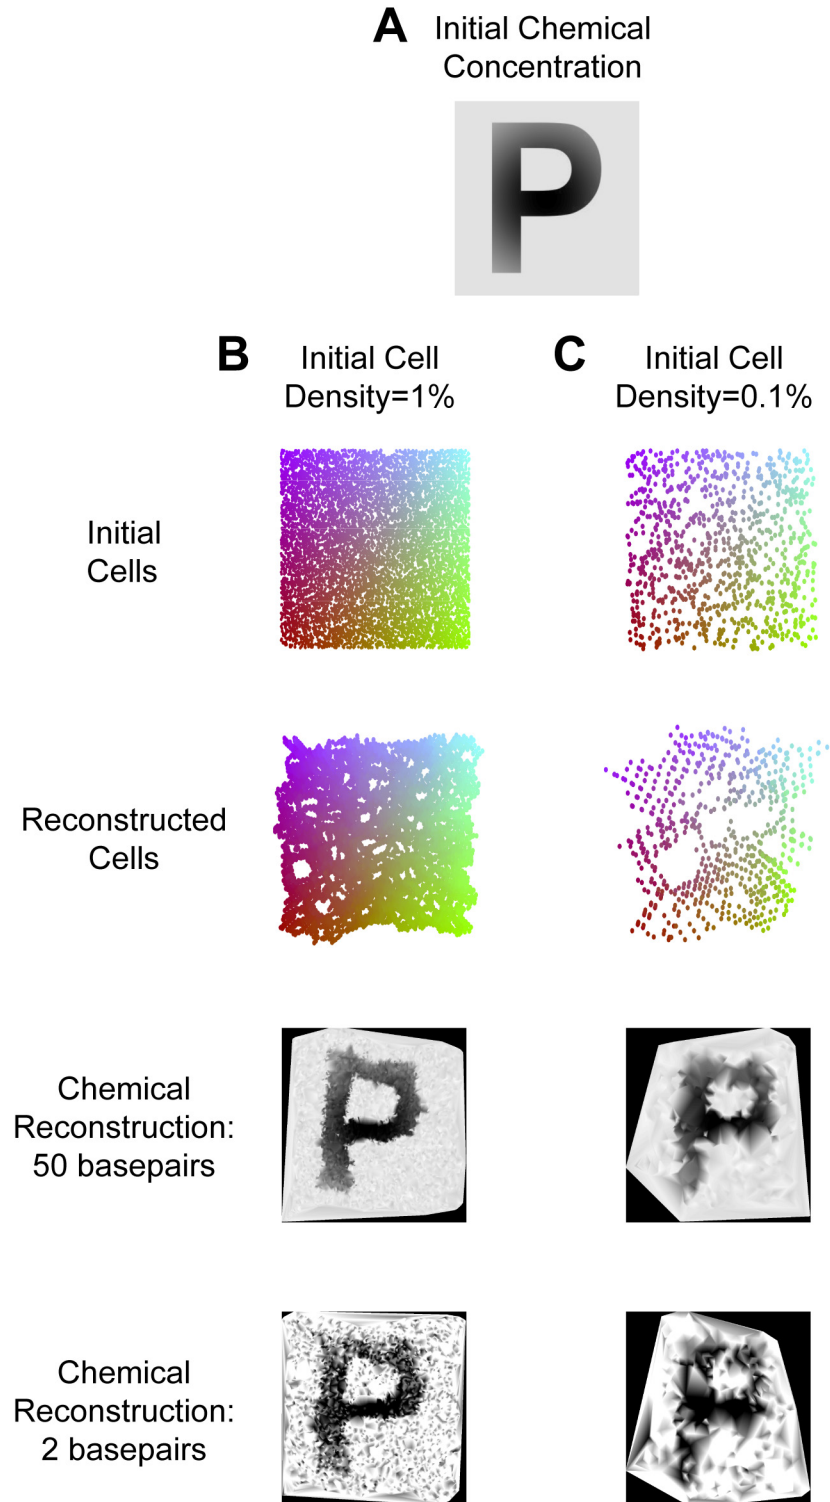 A Initial Chemical
Concentration
P
B Initial Cell
Density=1%
C Initial Cell
Density=0.1%
Initial
Cells
Reconstructed
Cells
Chemical
Reconstruction:
50 basepairs
P
P
Chemical
Reconstruction:
2 basepairs
P
P